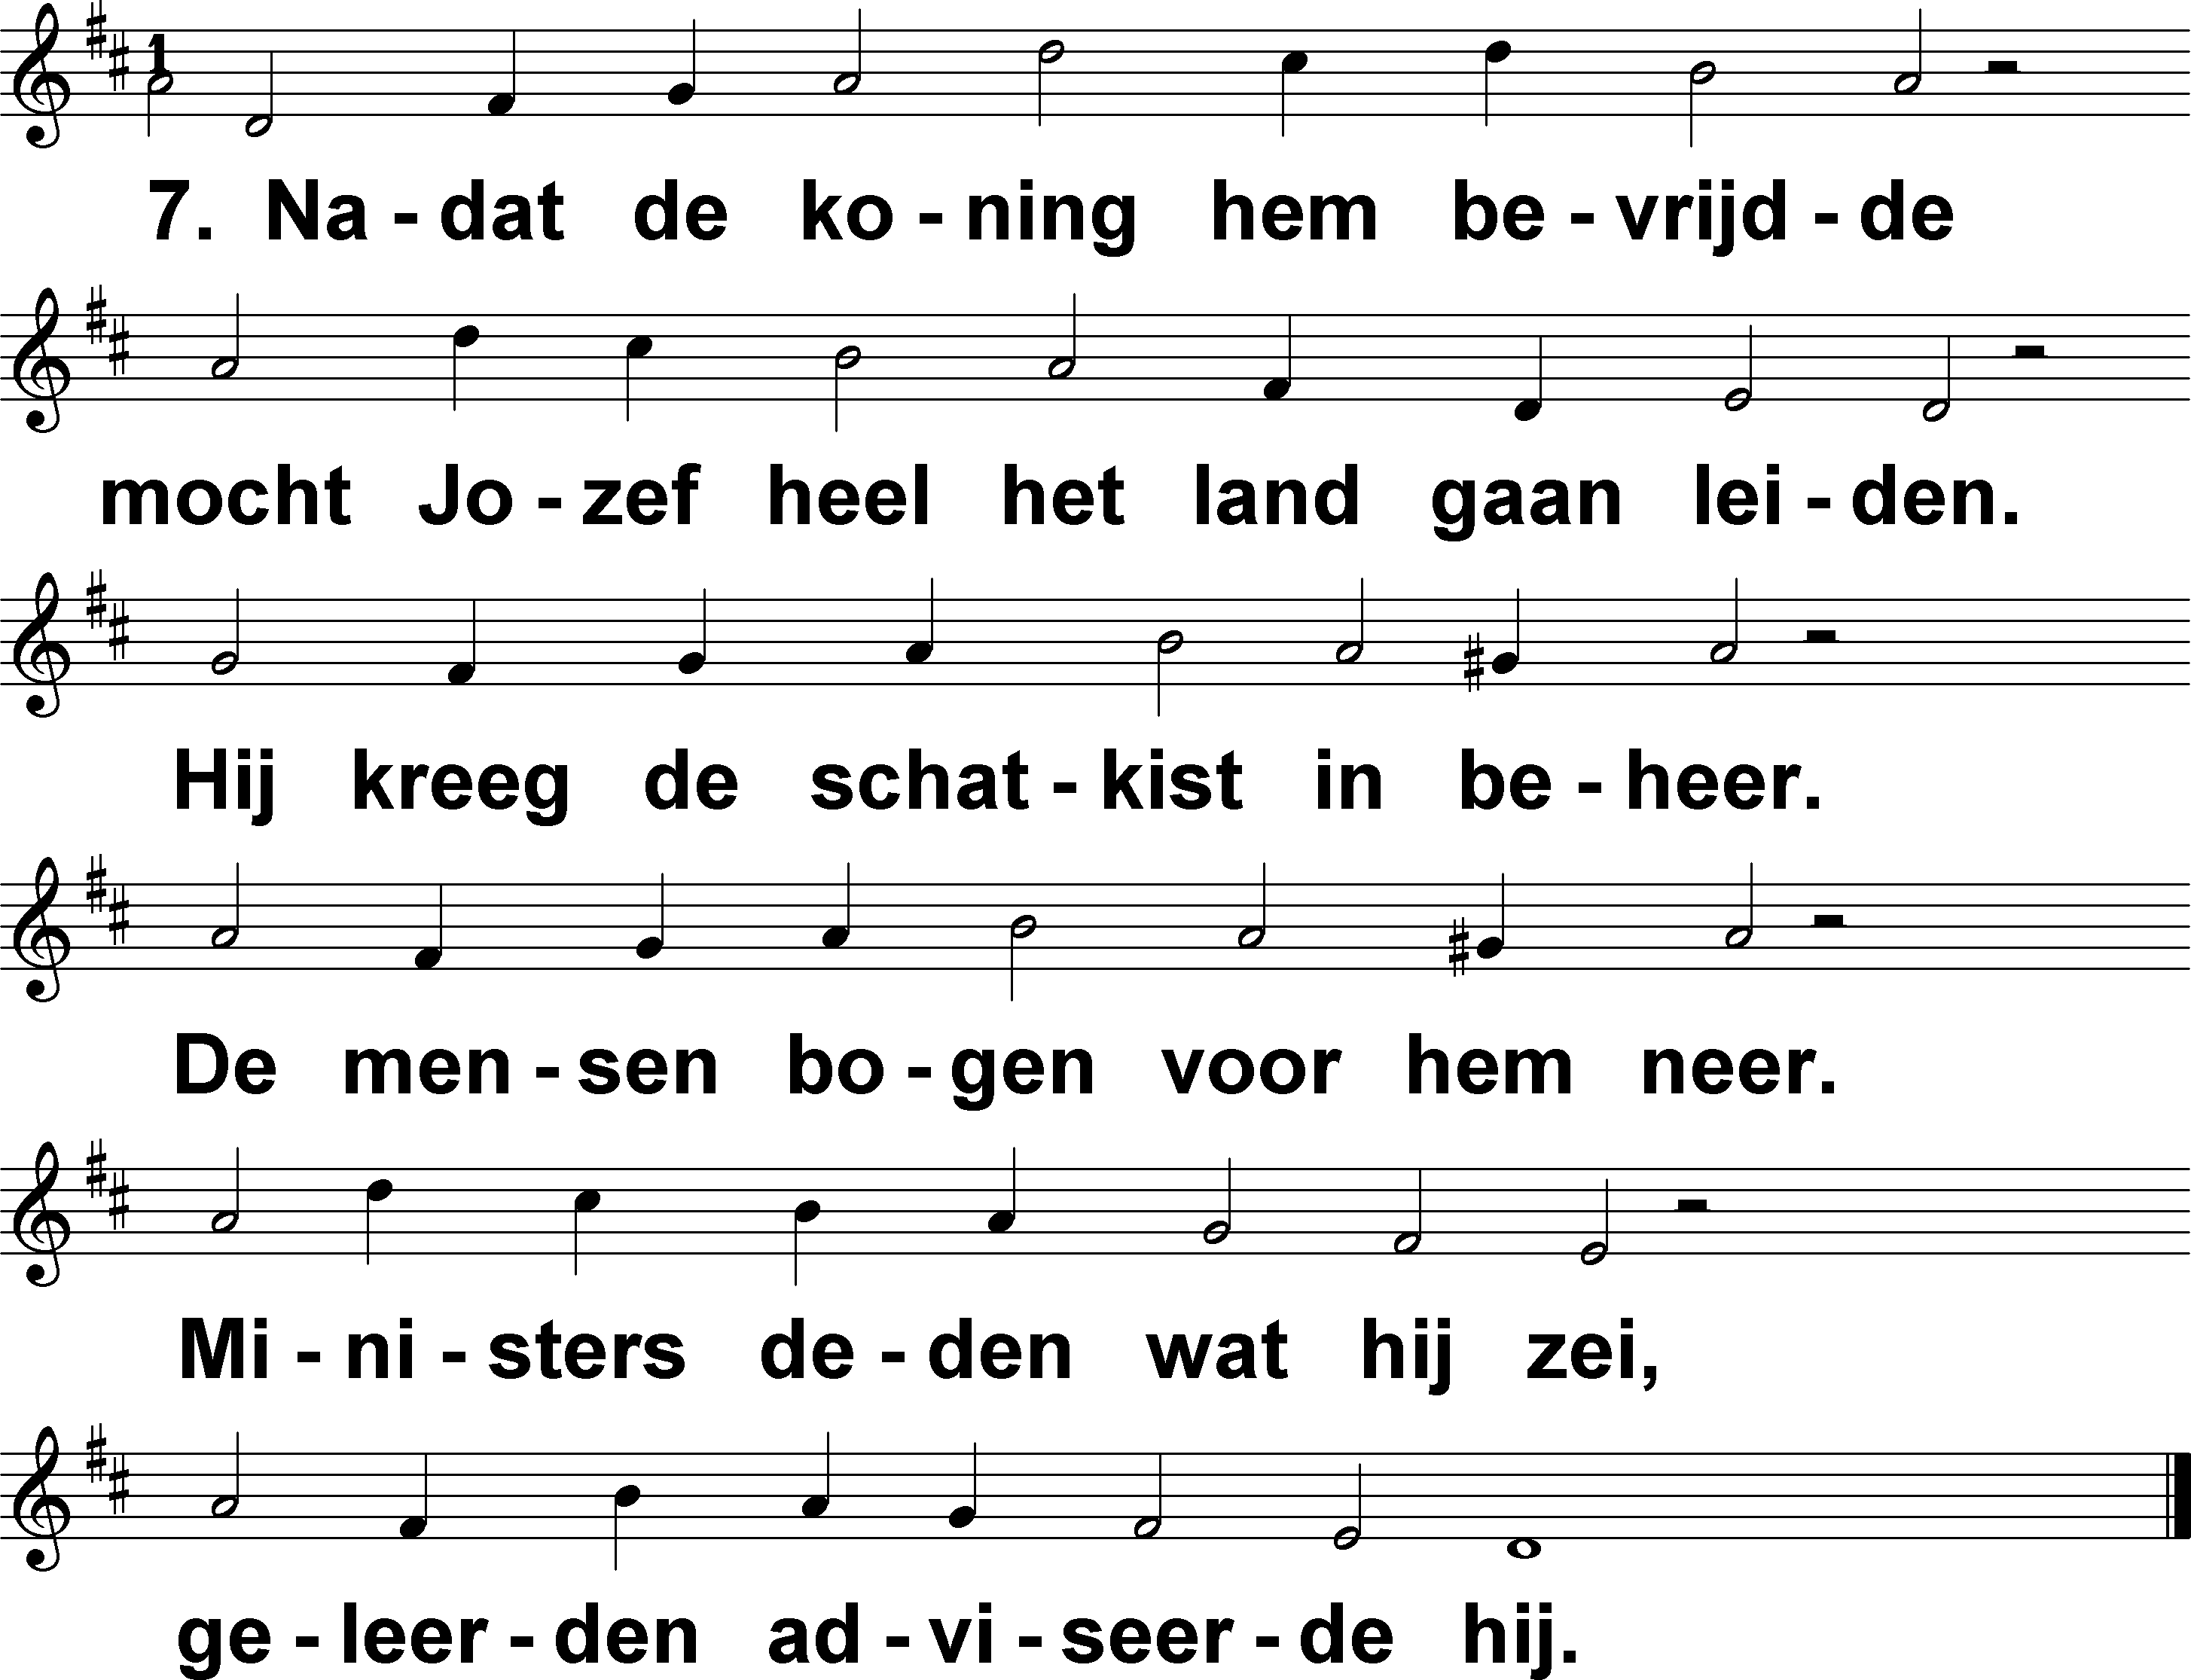 7. Na - dat de ko - ning hem be - vrijd - de
mocht Jo - zef heel het land gaan lei - den.
Hij kreeg de schat - kist in be - heer.
De men - sen bo - gen voor hem neer.
Mi - ni - sters de - den wat hij zei,
ge - leer - den ad - vi - seer - de hij.